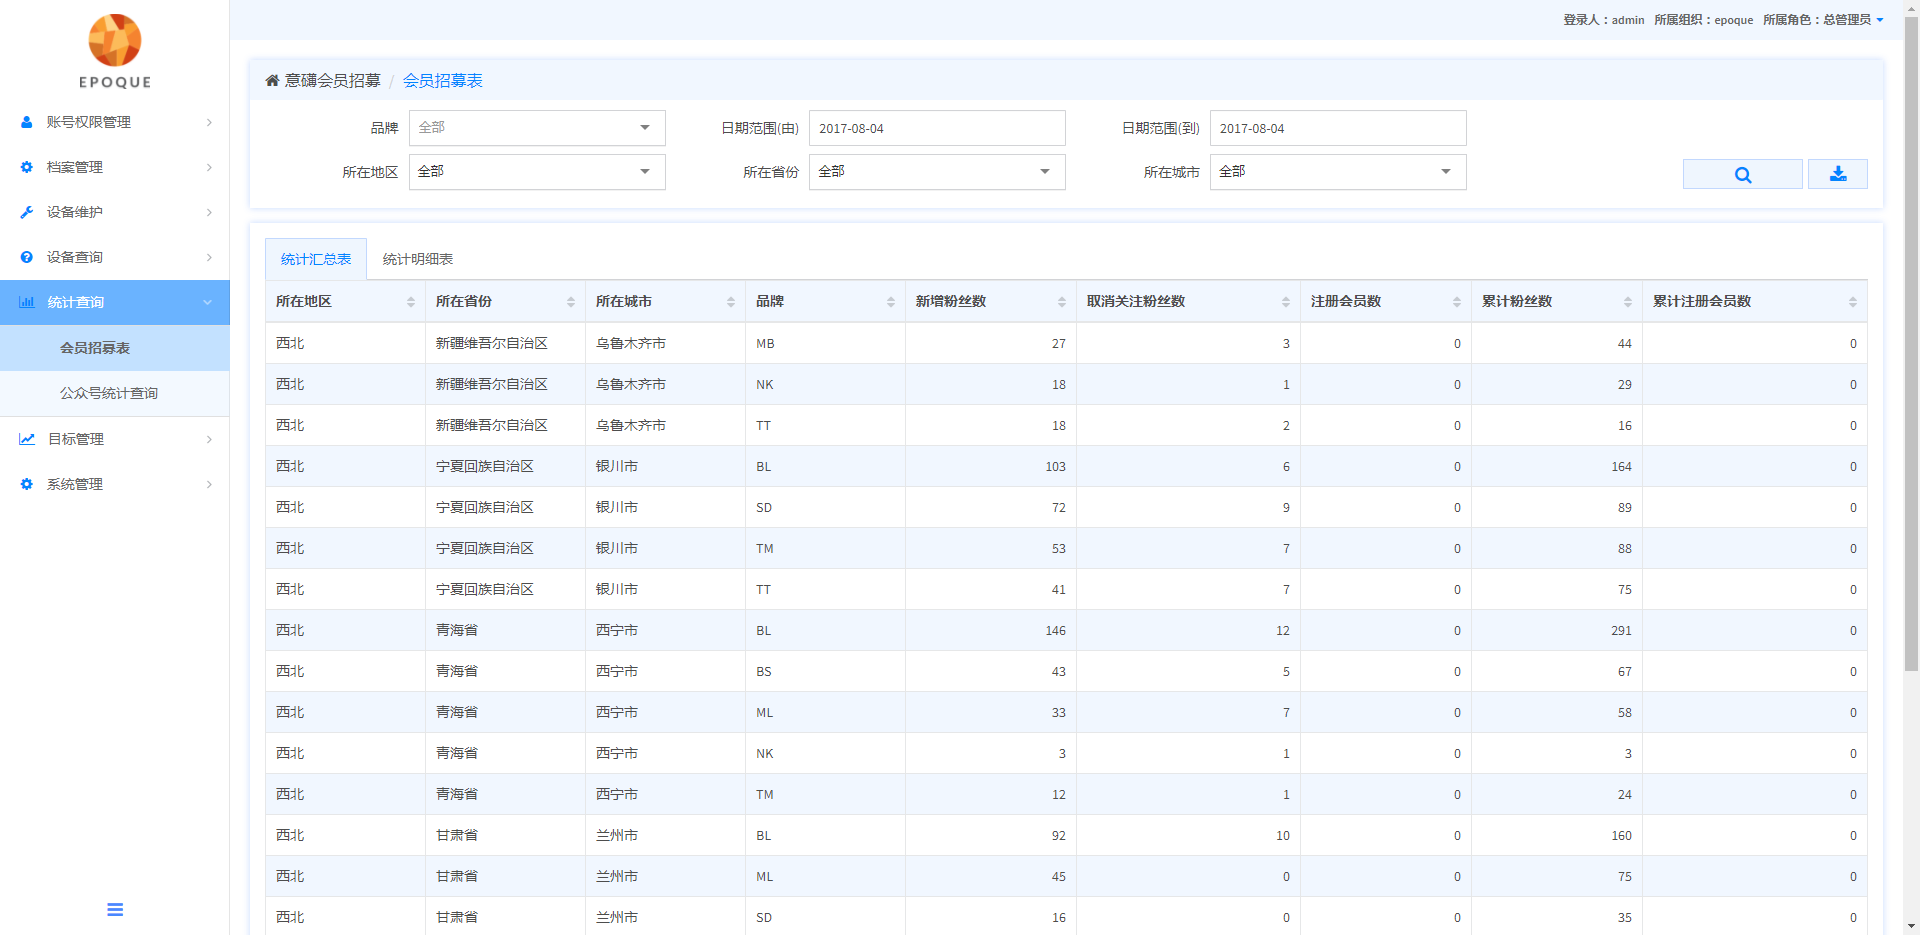 EPOQUE
登录人：admin 所属组织：epoque 所属角色：总管理员
账号权限管理
档案管理
设备维护
设备查询
统计查询
会员招募表
公众号统计查询
目标管理
系统管理
意礴会员招募 / 会员招募表
品牌 全部 日期范围(由) 2017-08-04 日期范围(到) 2017-08-04
所在地区 全部 所在省份 全部 所在城市 全部
统计汇总表 统计明细表
所在地区 所在省份 所在城市 品牌 新增粉丝数 取消关注粉丝数 注册会员数 累计粉丝数 累计注册会员数
西北 新疆维吾尔自治区 乌鲁木齐市 MB 27 3 0 44 0
西北 新疆维吾尔自治区 乌鲁木齐市 NK 18 1 0 29 0
西北 新疆维吾尔自治区 乌鲁木齐市 TT 18 2 0 16 0
西北 宁夏回族自治区 银川市 BL 103 6 0 164 0
西北 宁夏回族自治区 银川市 SD 72 9 0 89 0
西北 宁夏回族自治区 银川市 TM 53 7 0 88 0
西北 宁夏回族自治区 银川市 TT 41 7 0 75 0
西北 青海省 西宁市 BL 146 12 0 291 0
西北 青海省 西宁市 BS 43 5 0 67 0
西北 青海省 西宁市 ML 33 7 0 58 0
西北 青海省 西宁市 NK 3 1 0 3 0
西北 青海省 西宁市 TM 12 1 0 24 0
西北 甘肃省 兰州市 BL 92 10 0 160 0
西北 甘肃省 兰州市 ML 45 0 0 75 0
西北 甘肃省 兰州市 SD 16 0 0 35 0